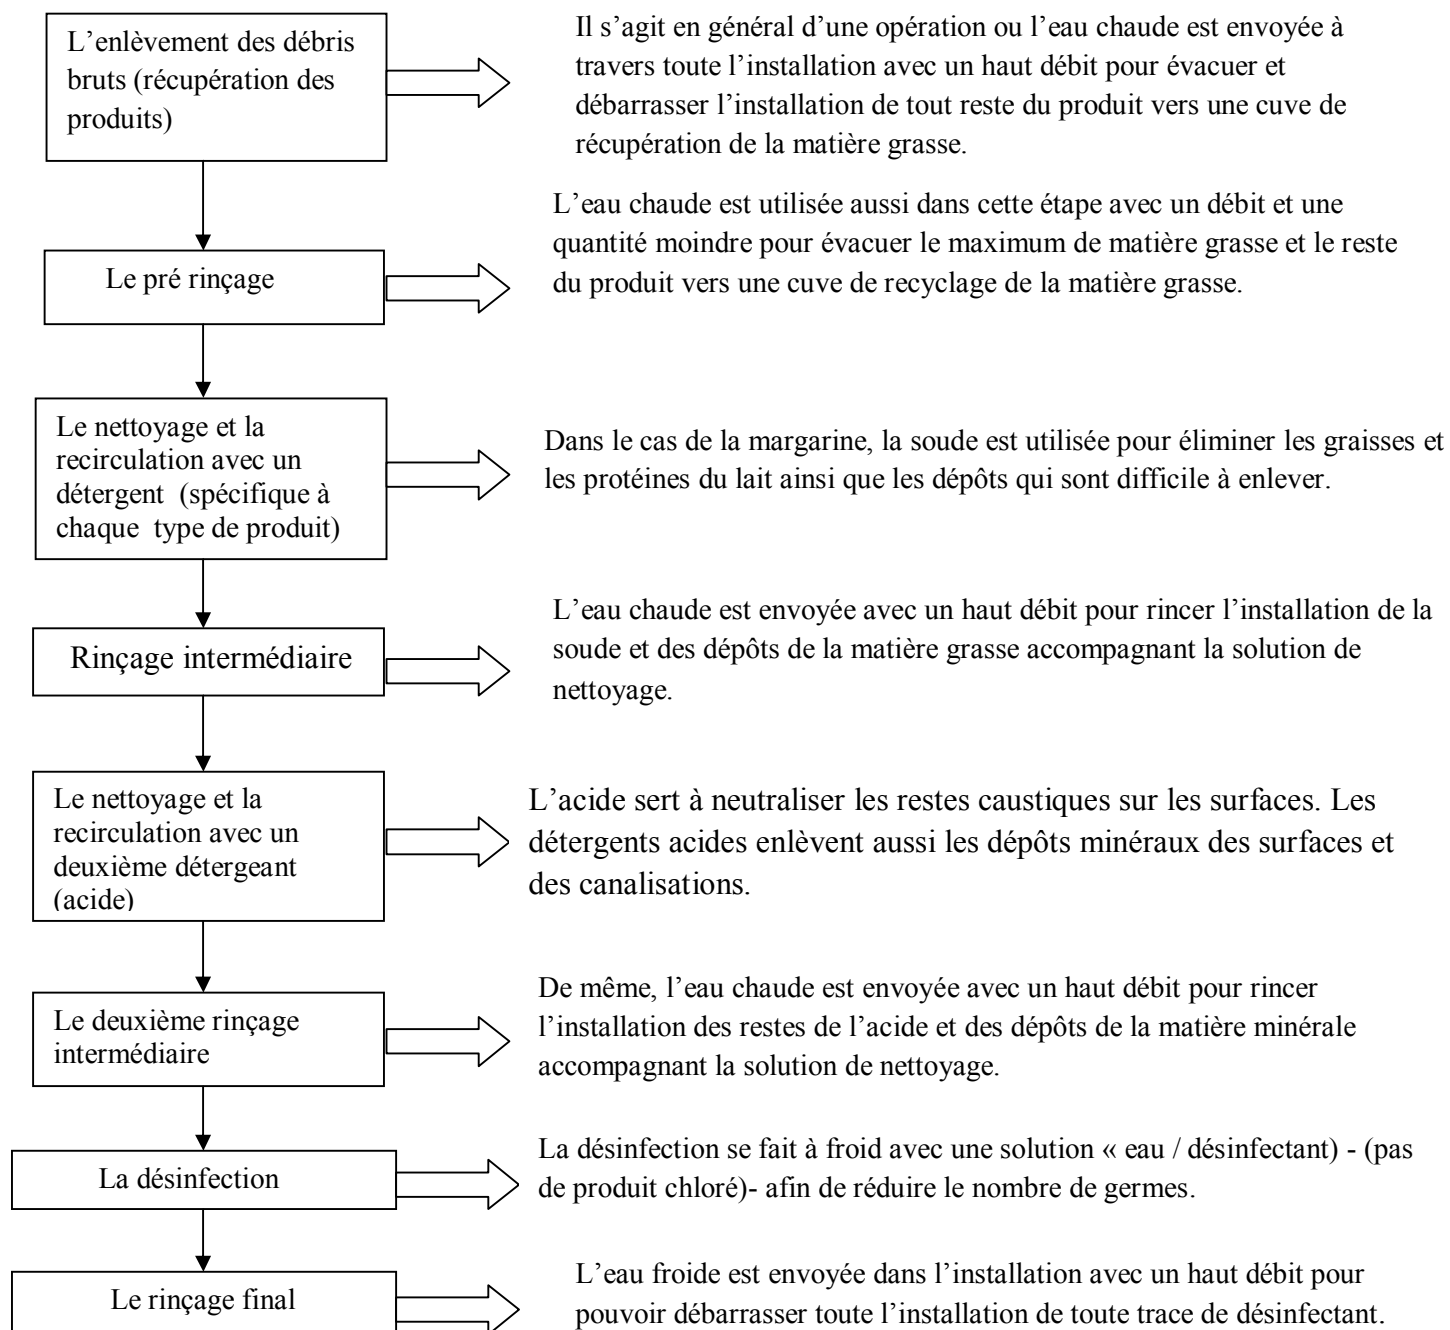 L’enlèvement des débris
bruts (récupération des
produits)
Il s’agit en général d’une opération ou l’eau chaude est envoyée à
travers toute l’installation avec un haut débit pour évacuer et
débarrasser l’installation de tout reste du produit vers une cuve de
récupération de la matière grasse.
Le pré rinçage
L’eau chaude est utilisée aussi dans cette étape avec un débit et une
quantité moindre pour évacuer le maximum de matière grasse et le reste
du produit vers une cuve de recyclage de la matière grasse.
Le nettoyage et la
recirculation avec un
détergent (spécifique à
chaque type de produit)
Dans le cas de la margarine, la soude est utilisée pour éliminer les graisses et
les protéines du lait ainsi que les dépôts qui sont difficile à enlever.
Rinçage intermédiaire
L’eau chaude est envoyée avec un haut débit pour rincer l’installation de la
soude et des dépôts de la matière grasse accompagnant la solution de
nettoyage.
Le nettoyage et la
recirculation avec un
deuxième détergeant
(acide)
L’acide sert à neutraliser les restes caustiques sur les surfaces. Les
détergents acides enlèvent aussi les dépôts minéraux des surfaces et
des canalisations.
Le deuxième rinçage
intermédiaire
De même, l’eau chaude est envoyée avec un haut débit pour rincer
l’installation des restes de l’acide et des dépôts de la matière minérale
accompagnant la solution de nettoyage.
La désinfection
La désinfection se fait à froid avec une solution « eau / désinfectant) - (pas
de produit chloré)- afin de réduire le nombre de germes.
Le rinçage final
L’eau froide est envoyée dans l’installation avec un haut débit pour
pouvoir débarrasser toute l’installation de toute trace de désinfectant.